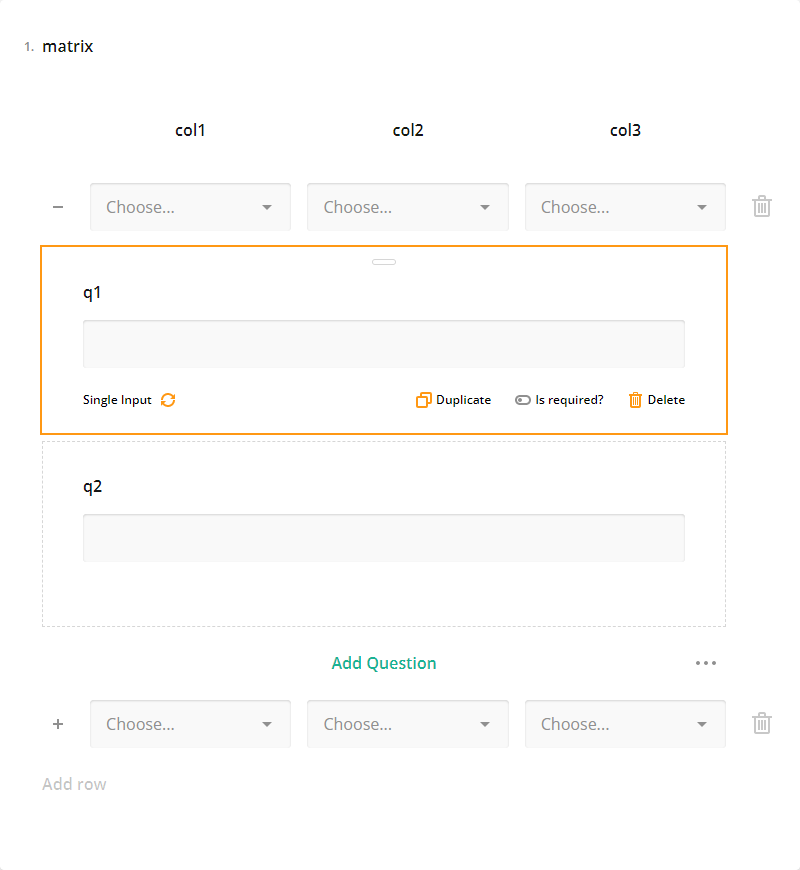 1. matrix
col1 col2 col3
Choose... Choose... Choose...
q1
Single Input Duplicate Is required? Delete
q2
Add Question
Choose... Choose... Choose...
Add row